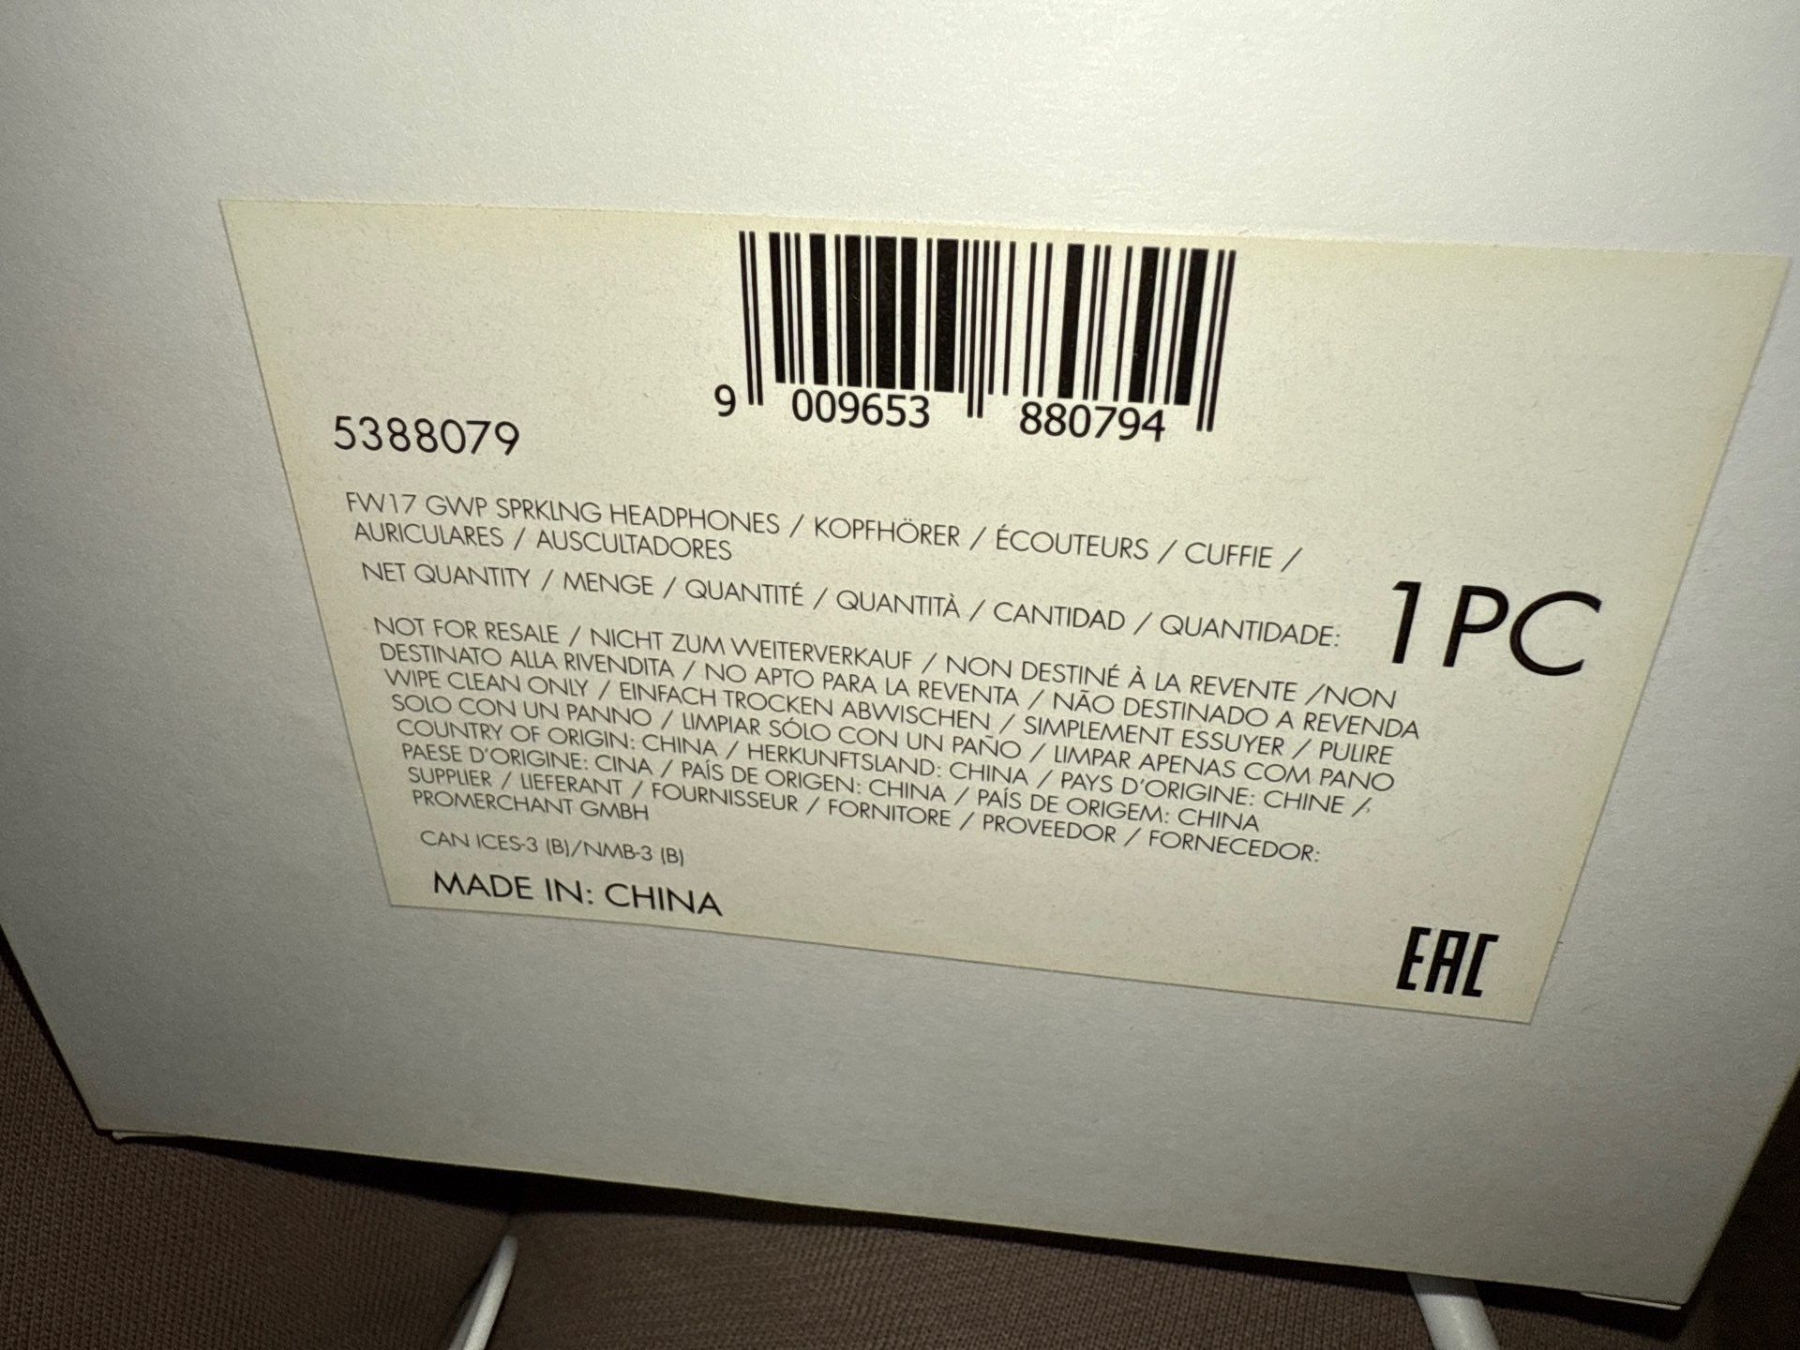 9 009653 880794
5388079
FW17 GWP SPRKLNG HEADPHONES / KOPFHÖRER / ÉCOUTEURS / CUFFIE /
AURICULARES / AUSCULTADORES
NET QUANTITY / MENGE / QUANTITÉ / QUANTITÀ / CANTIDAD / QUANTIDADE: 1 PC
NOT FOR RESALE / NICHT ZUM WEITERVERKAUF / NON DESTINÉ À LA REVENTE /NON
DESTINATO ALLA RIVENDITA / NO APTO PARA LA REVENTA / NÃO DESTINADO A REVENDA
WIPE CLEAN ONLY / EINFACH TROCKEN ABWISCHEN / SIMPLEMENT ESSUYER / PULIRE
SOLO CON UN PANNO / LIMPIAR SÓLO CON UN PAÑO / LIMPAR APENAS COM PANO
COUNTRY OF ORIGIN: CHINA / HERKUNFTSLAND: CHINA / PAYS D'ORIGINE: CHINE /
PAESE D'ORIGINE: CINA / PAÍS DE ORIGEN: CHINA / PAÍS DE ORIGEM: CHINA
SUPPLIER / LIEFERANT / FOURNISSEUR / FORNITORE / PROVEEDOR / FORNECEDOR:
PROMERCHANT GMBH
CAN ICES-3 (B)/NMB-3 (B)
MADE IN: CHINA
EAC